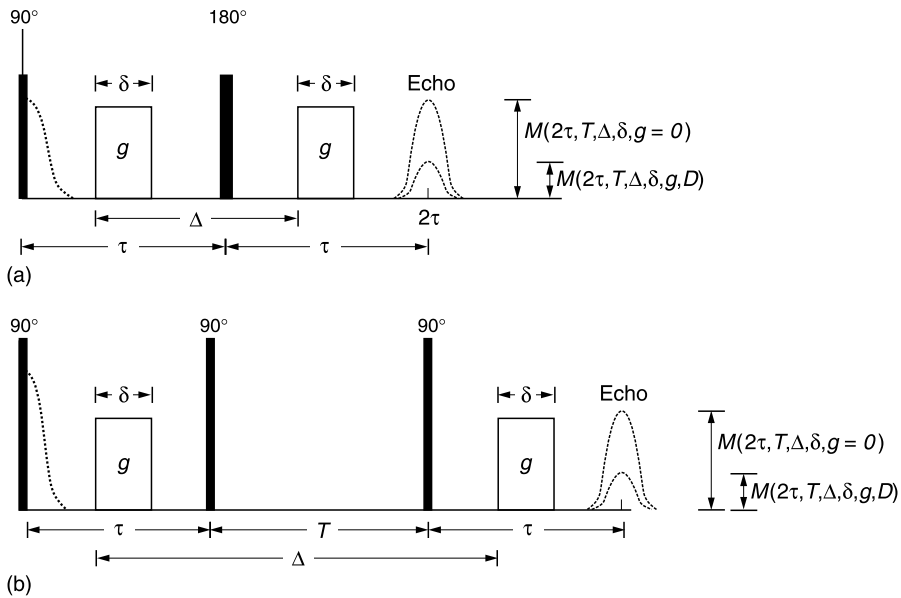 90° 180°
δ δ Echo
g g M(2τ,T,Δ,δ,g = 0)
M(2τ,T,Δ,δ,g,D)
Δ 2τ
τ τ
(a)
90° 90° 90°
δ δ Echo
g g M(2τ,T,Δ,δ,g = 0)
M(2τ,T,Δ,δ,g,D)
τ T τ
Δ
(b)